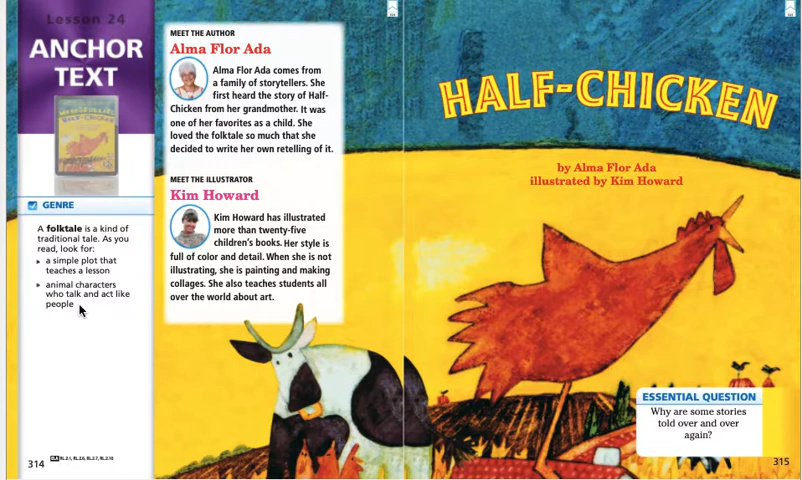 Lesson 24
ANCHOR
TEXT
HALF-CHICKEN
GENRE
A folktale is a kind of
traditional tale. As you
read, look for:
▸ a simple plot that
teaches a lesson
▸ animal characters
who talk and act like
people
314
MEET THE AUTHOR
Alma Flor Ada
Alma Flor Ada comes from
a family of storytellers. She
first heard the story of Half-
Chicken from her grandmother. It was
one of her favorites as a child. She
loved the folktale so much that she
decided to write her own retelling of it.
MEET THE ILLUSTRATOR
Kim Howard
Kim Howard has illustrated
more than twenty-five
children's books. Her style is
full of color and detail. When she is not
illustrating, she is painting and making
collages. She also teaches students all
over the world about art.
HALF-CHICKEN
by Alma Flor Ada
illustrated by Kim Howard
ESSENTIAL QUESTION
Why are some stories
told over and over
again?
315